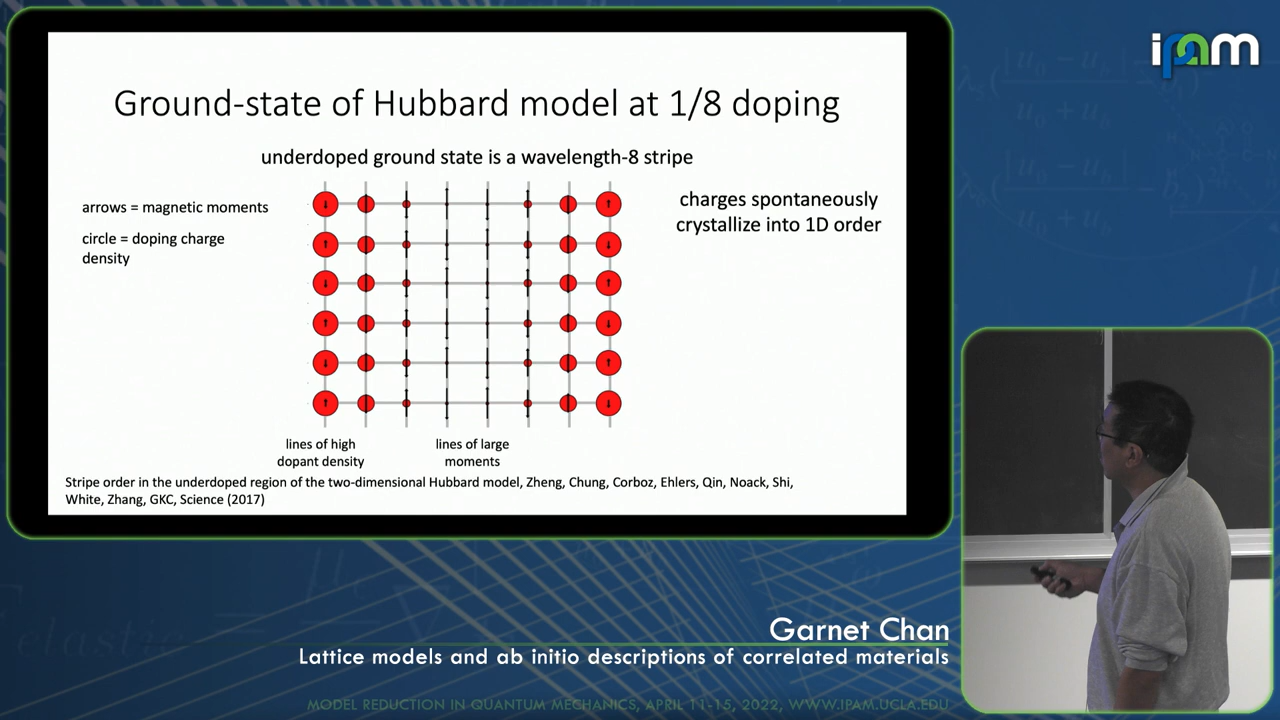 ipam
Ground-state of Hubbard model at 1/8 doping
underdoped ground state is a wavelength-8 stripe
arrows = magnetic moments
circle = doping charge
density
charges spontaneously
crystallize into 1D order
lines of high
dopant density
lines of large
moments
Stripe order in the underdoped region of the two-dimensional Hubbard model, Zheng, Chung, Corboz, Ehlers, Qin, Noack, Shi,
White, Zhang, GKC, Science (2017)
Garnet Chan
Lattice models and ab initio descriptions of correlated materials
MODEL REDUCTION IN QUANTUM MECHANICS, APRIL 11-15, 2022, WWW.IPAM.UCLA.EDU